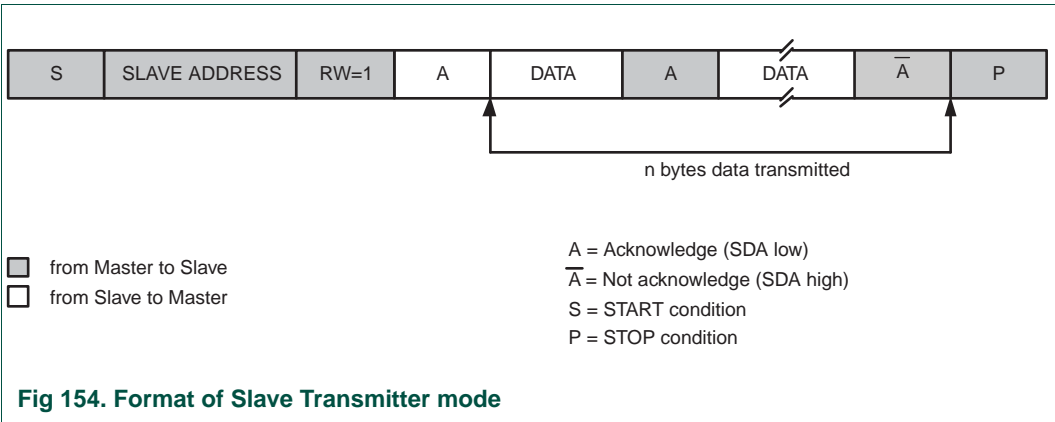 S SLAVE ADDRESS RW=1 A DATA A DATA A̅ P
n bytes data transmitted
from Master to Slave
from Slave to Master
A = Acknowledge (SDA low)
A̅ = Not acknowledge (SDA high)
S = START condition
P = STOP condition
Fig 154. Format of Slave Transmitter mode